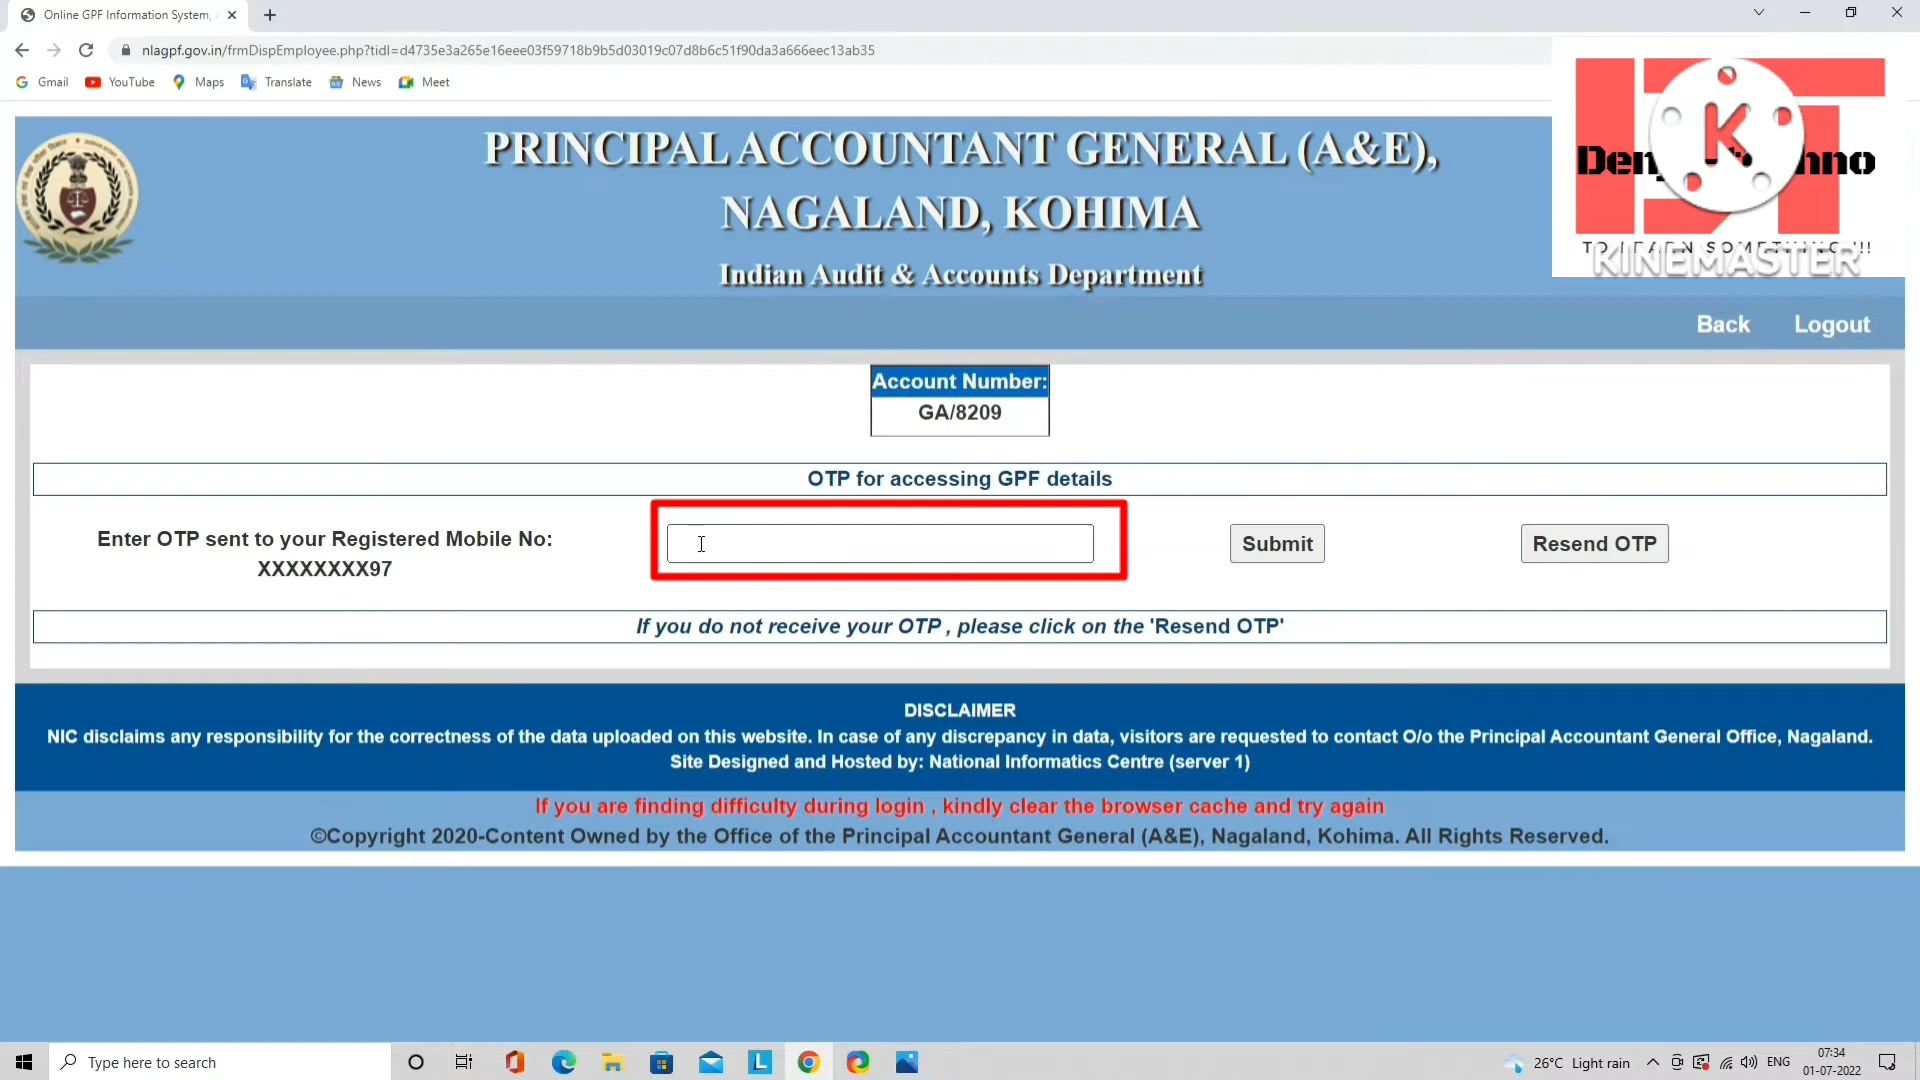 Online GPF Information System,
nlagpf.gov.in/frmDispEmployee.php?tidl=d4735e3a265e16eee03f59718b9b5d03019c07d8b6c51f90da3a666eec13ab35
Gmail YouTube Maps Translate News Meet
PRINCIPAL ACCOUNTANT GENERAL (A&E),
NAGALAND, KOHIMA
Indian Audit & Accounts Department
K
TO LEARN SOMETHING !!!
KINEMASTER
Back Logout
Account Number:
GA/8209
OTP for accessing GPF details
Enter OTP sent to your Registered Mobile No:
XXXXXXXX97
Submit Resend OTP
If you do not receive your OTP , please click on the 'Resend OTP'
DISCLAIMER
NIC disclaims any responsibility for the correctness of the data uploaded on this website. In case of any discrepancy in data, visitors are requested to contact O/o the Principal Accountant General Office, Nagaland.
Site Designed and Hosted by: National Informatics Centre (server 1)
If you are finding difficulty during login , kindly clear the browser cache and try again
©Copyright 2020-Content Owned by the Office of the Principal Accountant General (A&E), Nagaland, Kohima. All Rights Reserved.
Type here to search
L
26°C Light rain
ENG
07:34
01-07-2022